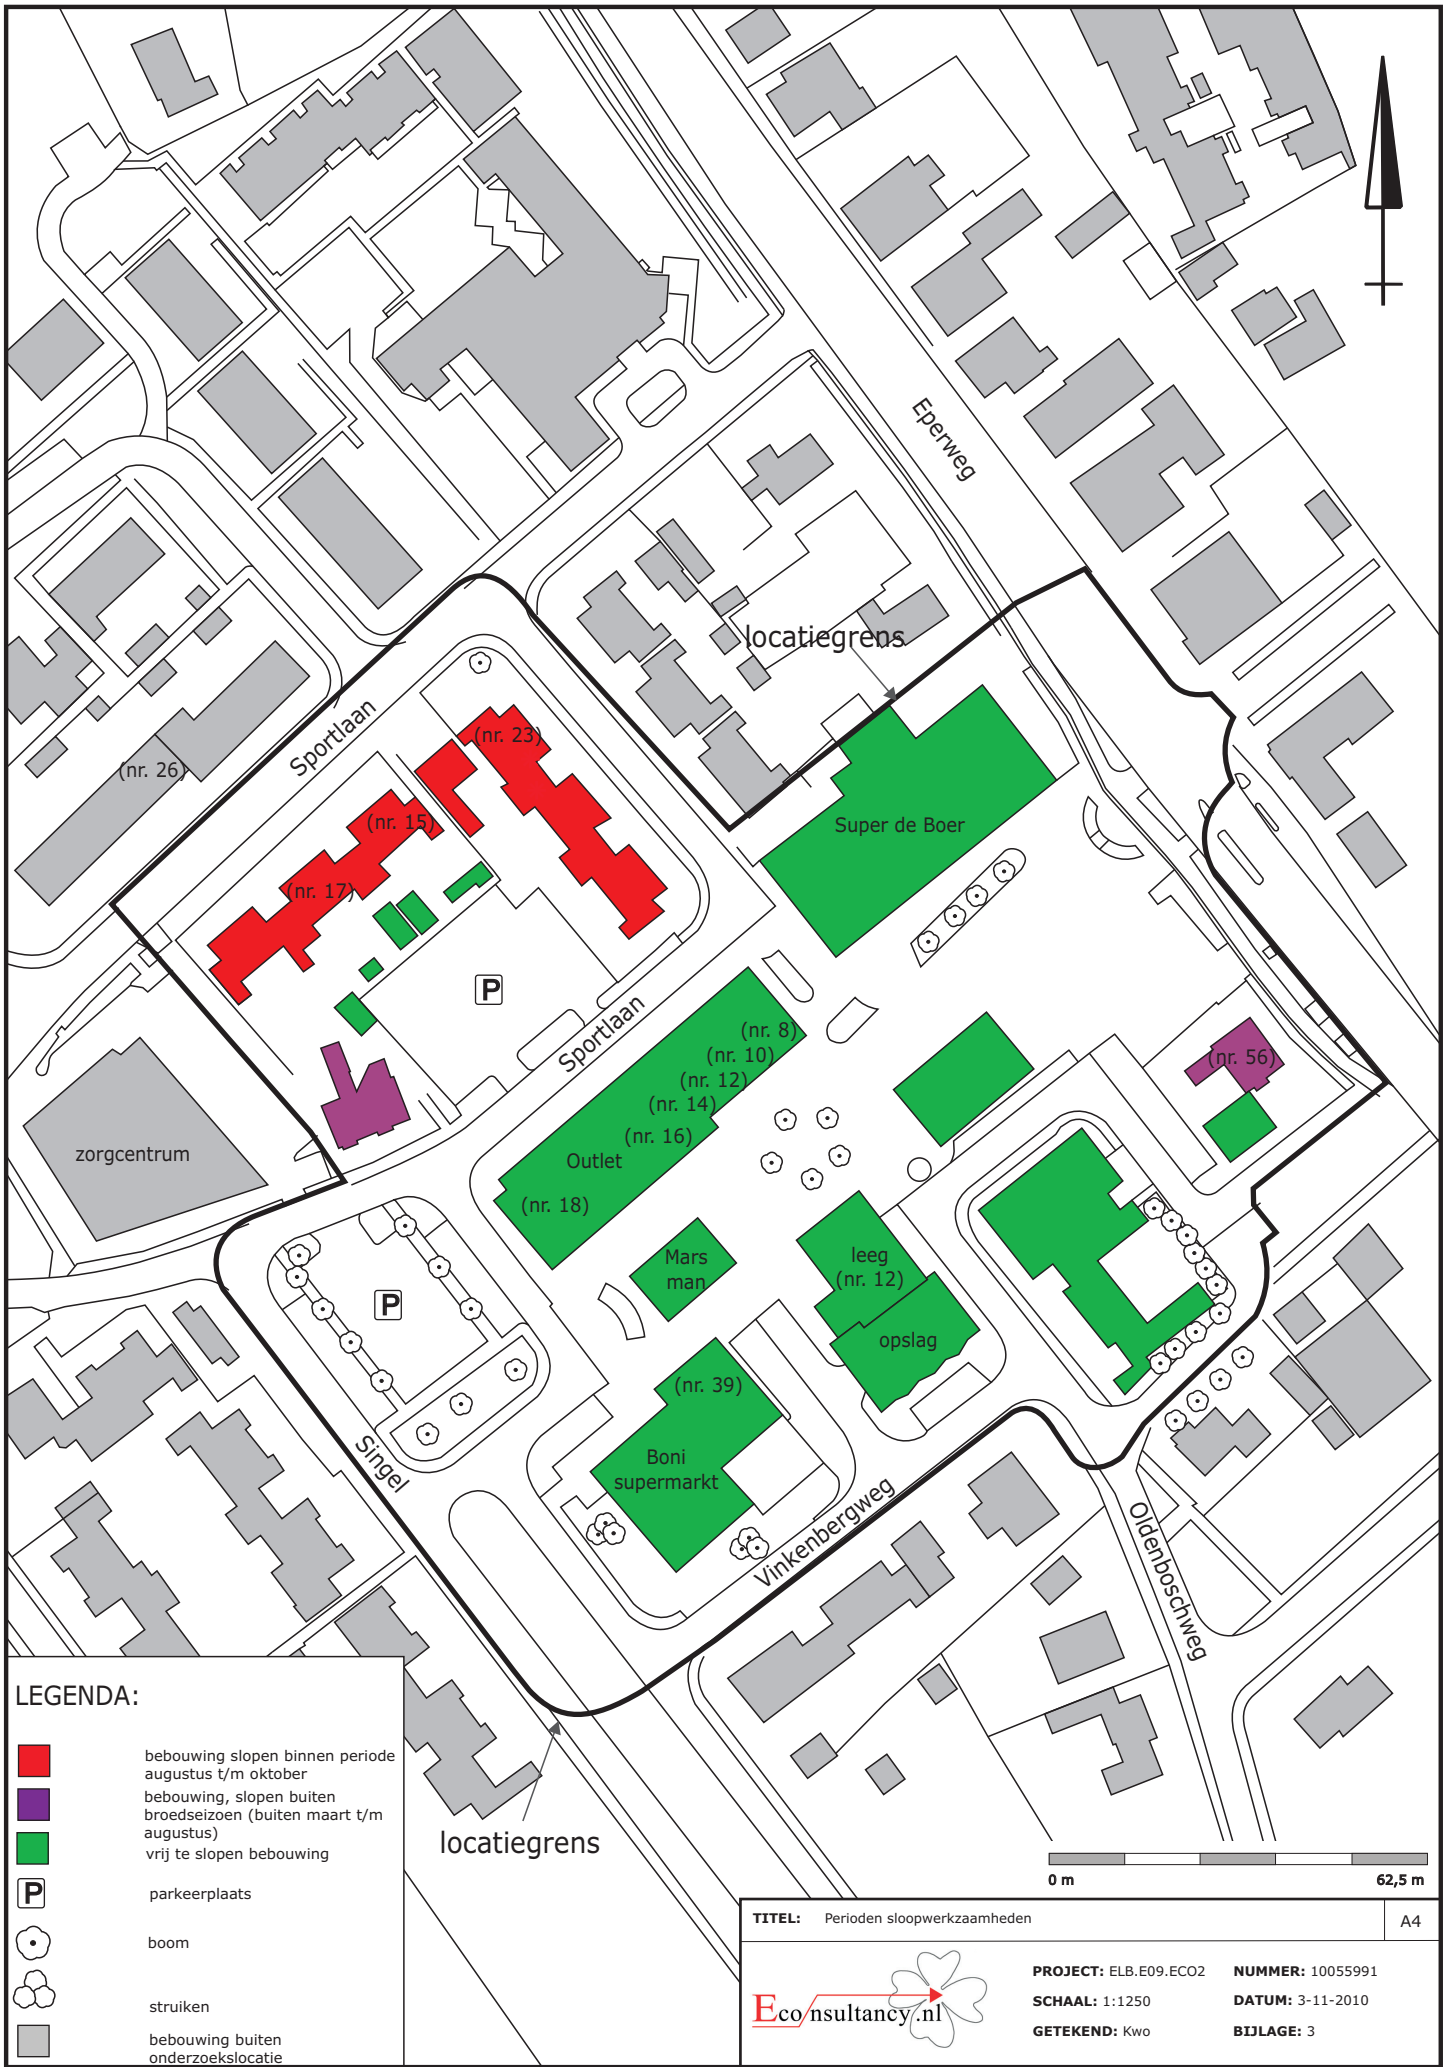 Eperweg
locatiegrens
Sportlaan
(nr. 23)
(nr. 26)
(nr. 15)
Super de Boer
(nr. 17)
P
Sportlaan
(nr. 8)
(nr. 10)
(nr. 56)
(nr. 12)
(nr. 14)
(nr. 16)
zorgcentrum
Outlet
(nr. 18)
Mars
man
leeg
(nr. 12)
P
opslag
(nr. 39)
Singel
Boni
supermarkt
Vinkenbergweg
Oldenboschweg
LEGENDA:
bebouwing slopen binnen periode
augustus t/m oktober
bebouwing, slopen buiten
broedseizoen (buiten maart t/m
augustus)
vrij te slopen bebouwing
P
parkeerplaats
boom
struiken
bebouwing buiten
onderzoekslocatie
locatiegrens
0 m 62,5 m
TITEL: Perioden sloopwerkzaamheden A4
Econsultancy.nl
PROJECT: ELB.E09.ECO2 NUMMER: 10055991
SCHAAL: 1:1250 DATUM: 3-11-2010
GETEKEND: Kwo BIJLAGE: 3